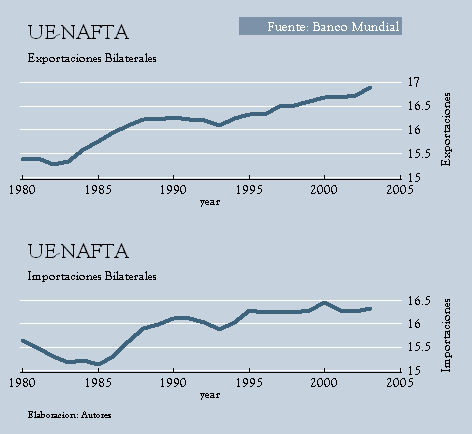 UE-NAFTA
Fuente: Banco Mundial
Exportaciones Bilaterales
17
16.5
16
15.5
15
Exportaciones
1980 1985 1990 1995 2000 2005
year
UE-NAFTA
Importaciones Bilaterales
16.5
16
15.5
15
Importaciones
1980 1985 1990 1995 2000 2005
year
Elaboracion: Autores